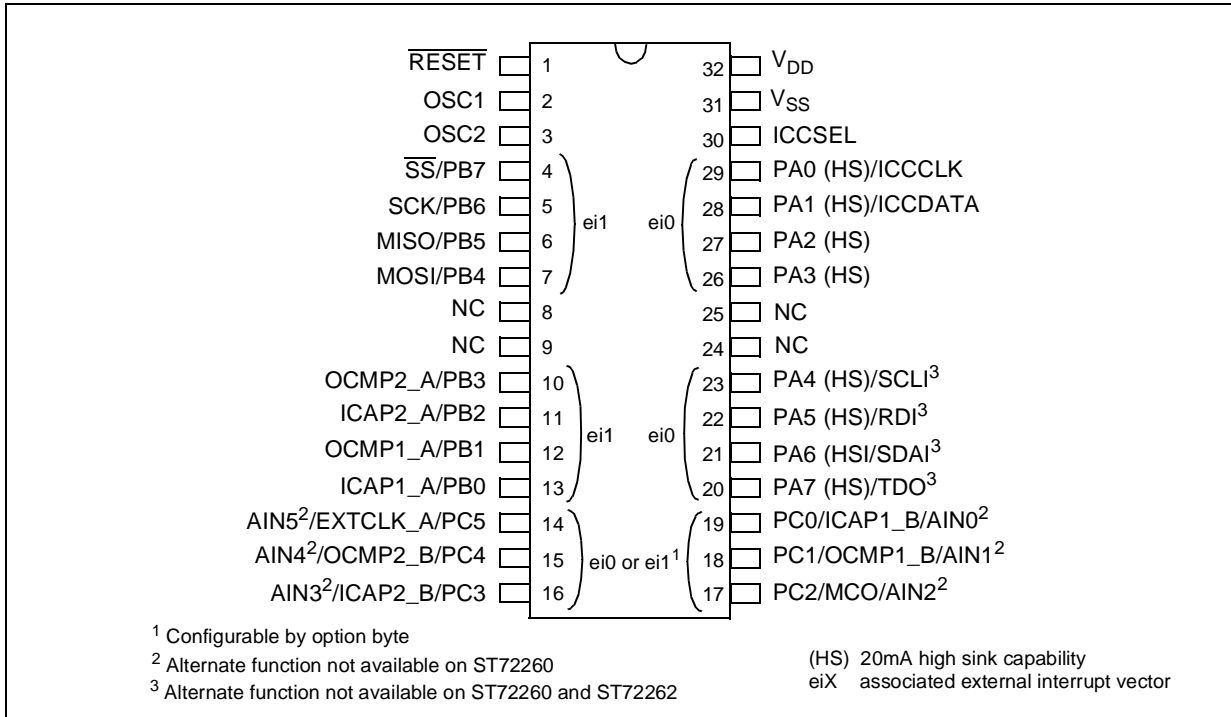 RESET 1 32 VDD
OSC1 2 31 VSS
OSC2 3 30 ICCSEL
SS/PB7 4 29 PA0 (HS)/ICCCLK
SCK/PB6 5 28 PA1 (HS)/ICCDATA
ei1 ei0
MISO/PB5 6 27 PA2 (HS)
MOSI/PB4 7 26 PA3 (HS)
NC 8 25 NC
NC 9 24 NC
OCMP2_A/PB3 10 23 PA4 (HS)/SCLI³
ICAP2_A/PB2 11 22 PA5 (HS)/RDI³
ei1 ei0
OCMP1_A/PB1 12 21 PA6 (HSI/SDAI³
ICAP1_A/PB0 13 20 PA7 (HS)/TDO³
AIN5²/EXTCLK_A/PC5 14 19 PC0/ICAP1_B/AIN0²
AIN4²/OCMP2_B/PC4 15 ei0 or ei1¹ 18 PC1/OCMP1_B/AIN1²
AIN3²/ICAP2_B/PC3 16 17 PC2/MCO/AIN2²
¹ Configurable by option byte
² Alternate function not available on ST72260
³ Alternate function not available on ST72260 and ST72262
(HS) 20mA high sink capability
eiX associated external interrupt vector